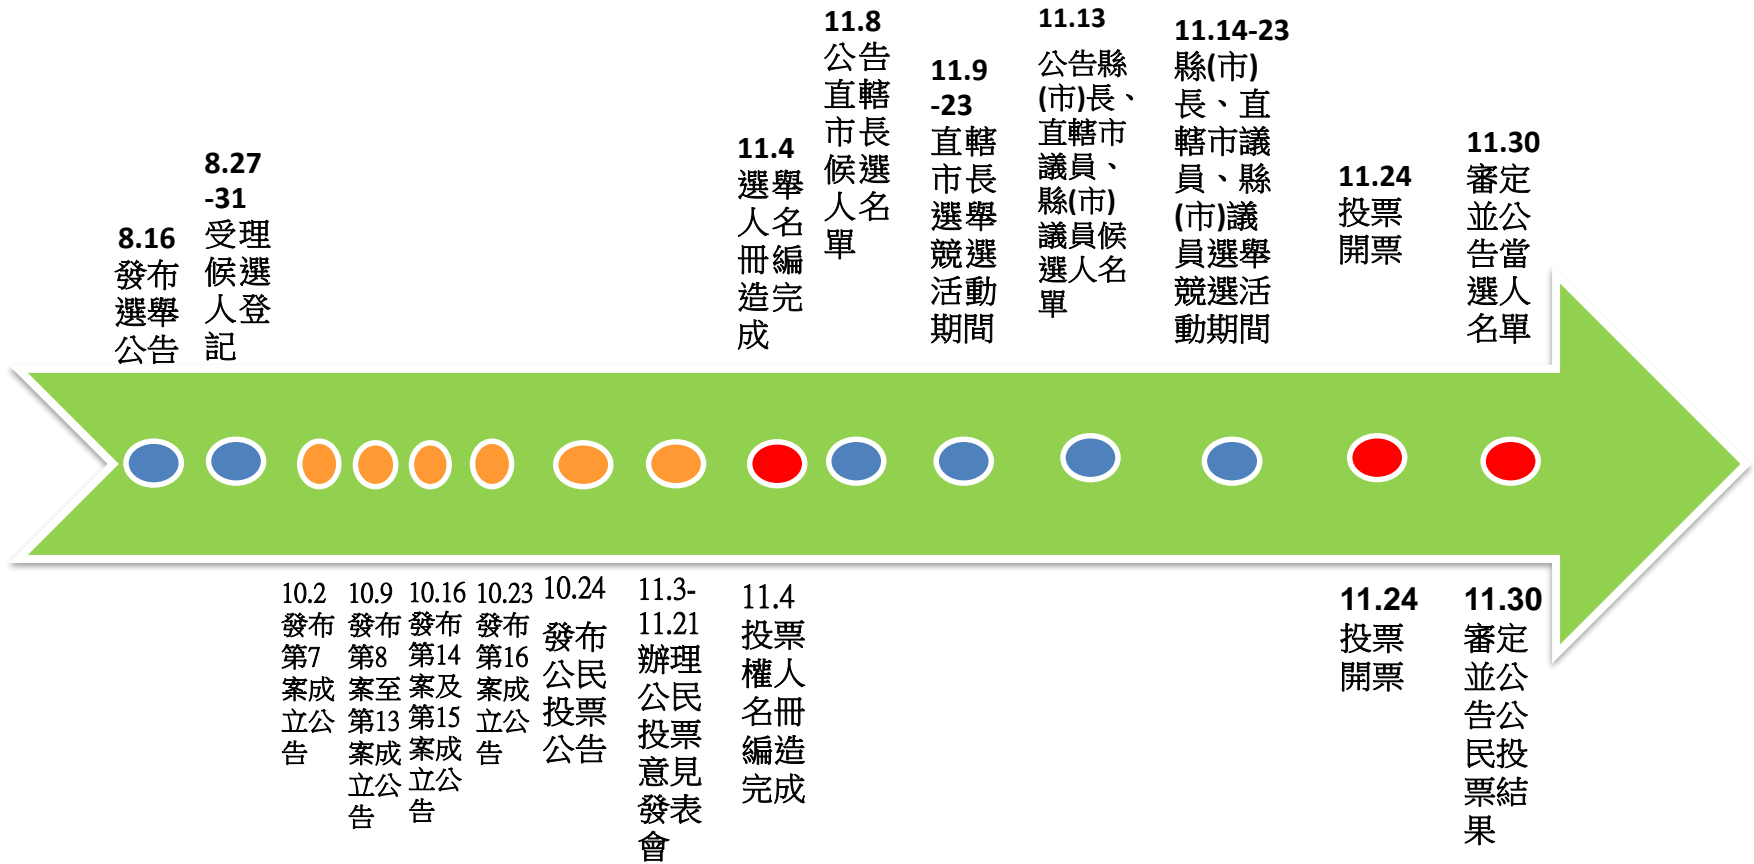 8.16
發布
選舉
公告
8.27
-31
受理
候選
人登
記
11.4
選舉
人名
冊編
造完
成
11.8
公告
直轄
市長
候選
人名
單
11.9
-23
直轄
市長
選舉
競選
活動
期間
11.13
公告縣
(市)長、
直轄市
議員、
縣(市)
議員候
選人名
單
11.14-23
縣(市)
長、直
轄市議
員、縣
(市)議
員選舉
競選活
動期間
11.24
投票
開票
11.30
審定
並公
告當
選人
名單
10.2
發布
第7
案成
立公
告
10.9
發布
第8
案至
第13
案成
立公
告
10.16
發布
第14
案及
第15
案成
立公
告
10.23
發布
第16
案成
立公
告
10.24
發布
公民
投票
公告
11.3-
11.21
辦理
公民
投票
意見
發表
會
11.4
投票
權人
名冊
編造
完成
11.24
投票
開票
11.30
審定
並公
告公
民投
票結
果